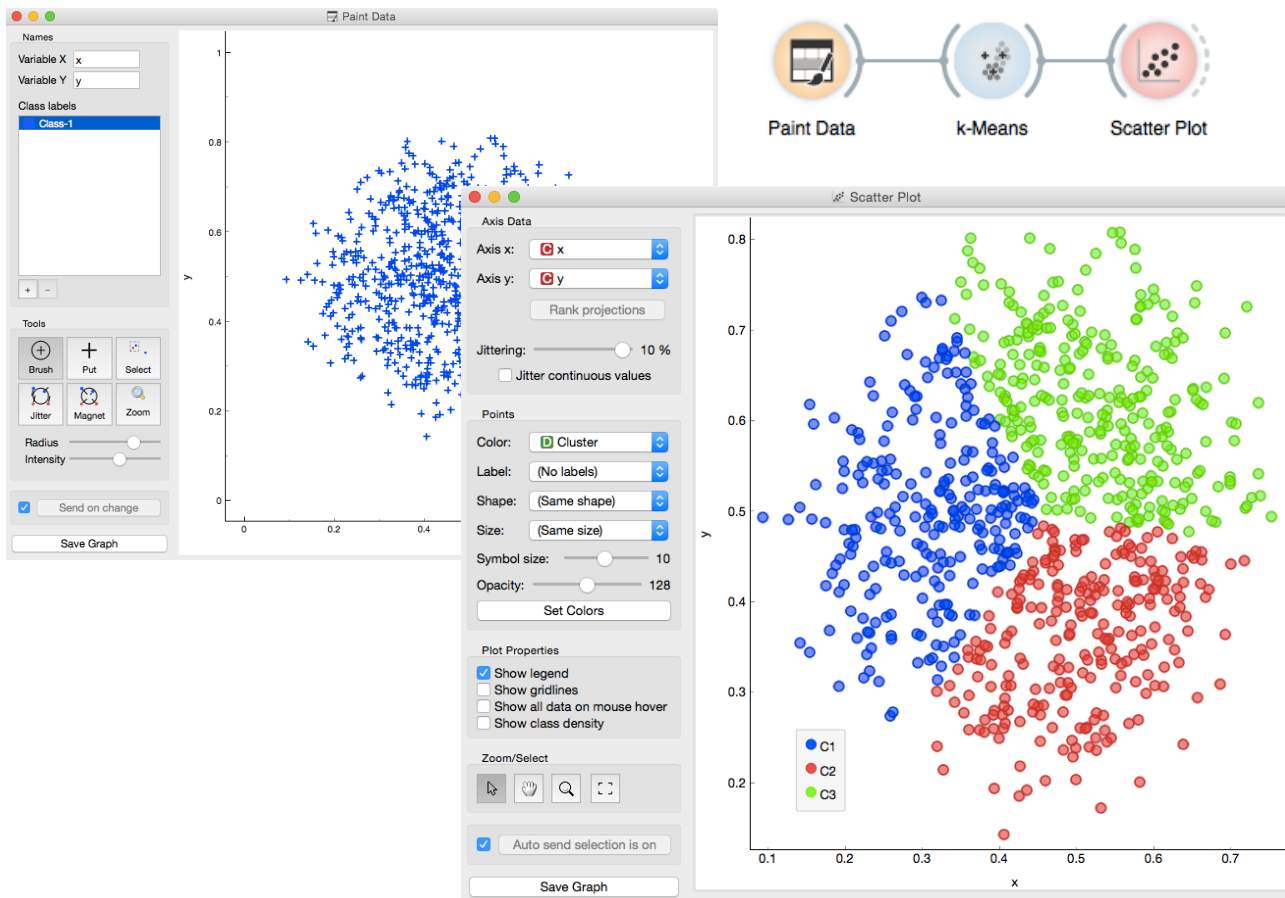 Paint Data
Names
Variable X x
Variable Y y
Class labels
Class-1
+ −
Tools
Brush Put Select
Jitter Magnet Zoom
Radius
Intensity
Send on change
Save Graph
1
0.8
0.6
0.4
0.2
0
y
0 0.2 0.4
Paint Data k-Means Scatter Plot
Scatter Plot
Axis Data
Axis x: C x
Axis y: C y
Rank projections
Jittering: 10 %
Jitter continuous values
Points
Color: D Cluster
Label: (No labels)
Shape: (Same shape)
Size: (Same size)
Symbol size: 10
Opacity: 128
Set Colors
Plot Properties
Show legend
Show gridlines
Show all data on mouse hover
Show class density
Zoom/Select
Auto send selection is on
Save Graph
0.8
0.7
0.6
0.5
0.4
0.3
0.2
y
C1
C2
C3
0.1 0.2 0.3 0.4 0.5 0.6 0.7
x